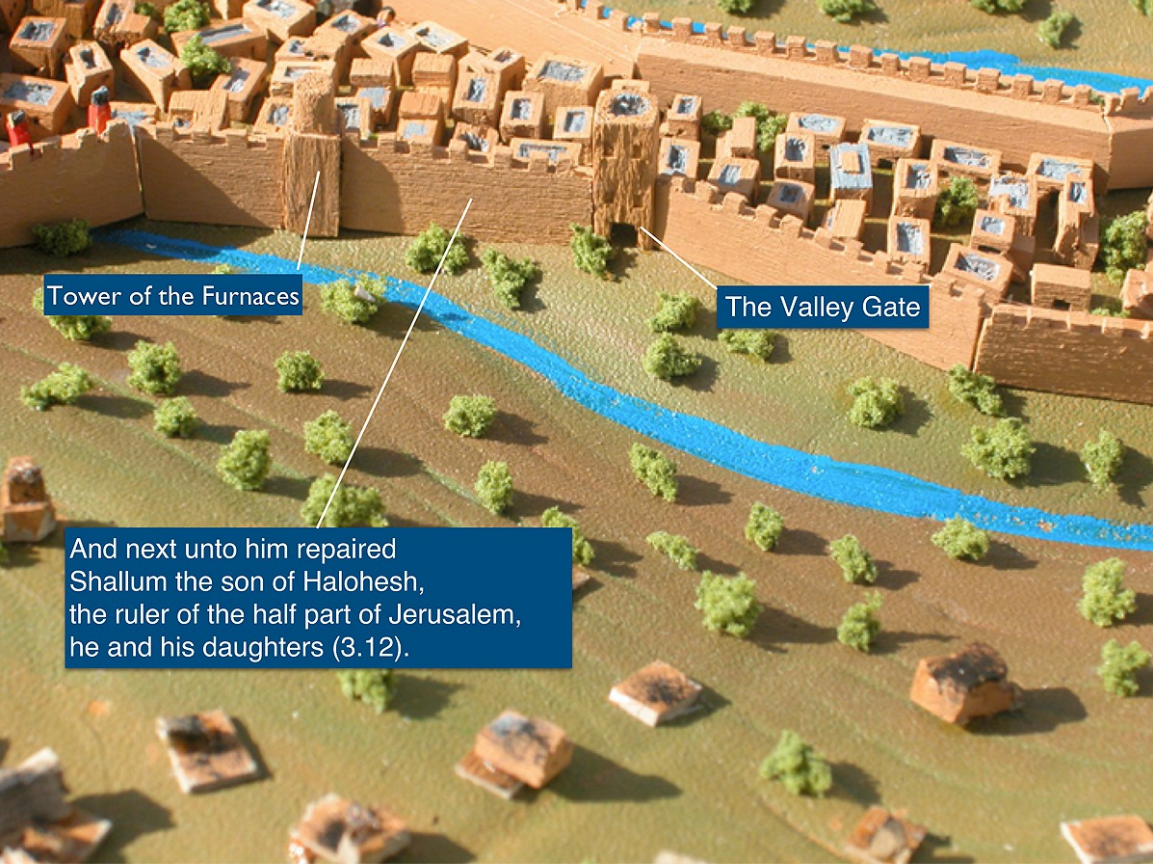 Tower of the Furnaces
The Valley Gate
And next unto him repaired
Shallum the son of Halohesh,
the ruler of the half part of Jerusalem,
he and his daughters (3.12).